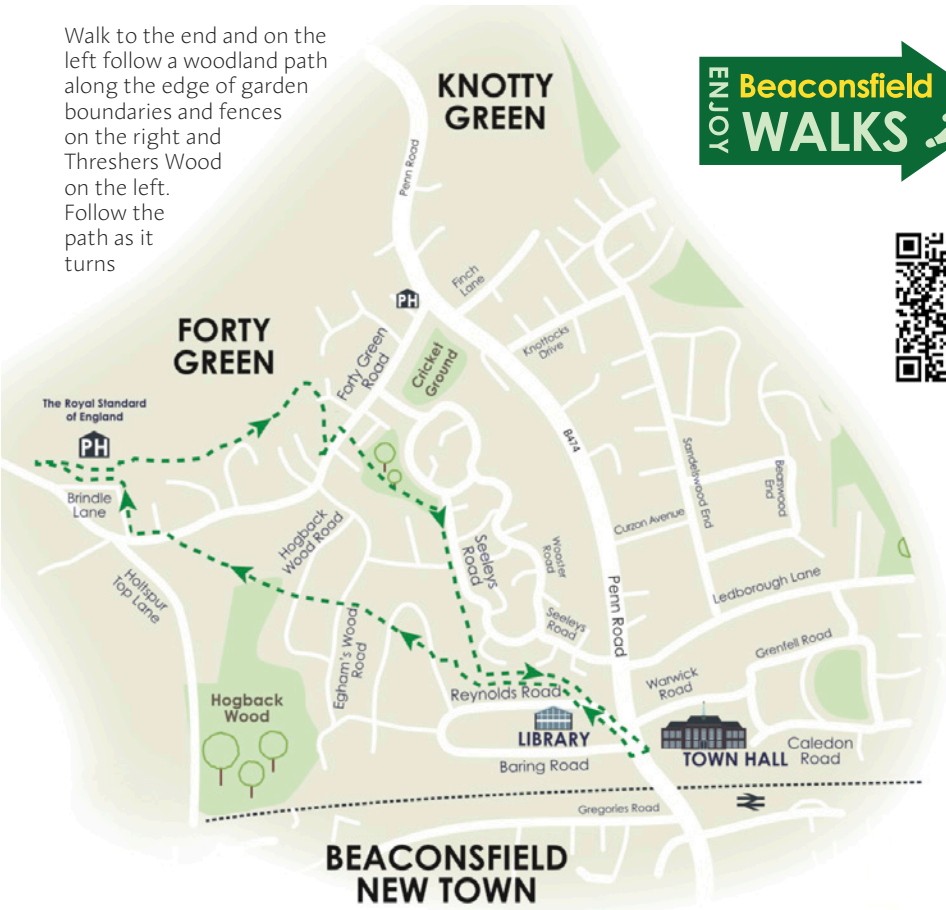 Walk to the end and on the
left follow a woodland path
along the edge of garden
boundaries and fences
on the right and
Threshers Wood
on the left.
Follow the
path as it
turns
KNOTTY
GREEN
ENJOY
Beaconsfield
WALKS
Penn Road
PH
Finch
Lane
FORTY
GREEN
Forty Green
Road
Cricket
Ground
Knottocks
Drive
The Royal Standard
of England
PH
B474
Sandelswood End
Bearswood
End
Brindle
Lane
Hogback
Wood Road
Curzon Avenue
Seeleys
Road
Wooster
Road
Holtspur
Top Lane
Ledborough Lane
Penn Road
Seeleys
Road
Egham's Wood
Road
Grenfell Road
Warwick
Road
Reynolds Road
Hogback
Wood
LIBRARY
TOWN HALL
Caledon
Road
Baring Road
Gregories Road
BEACONSFIELD
NEW TOWN